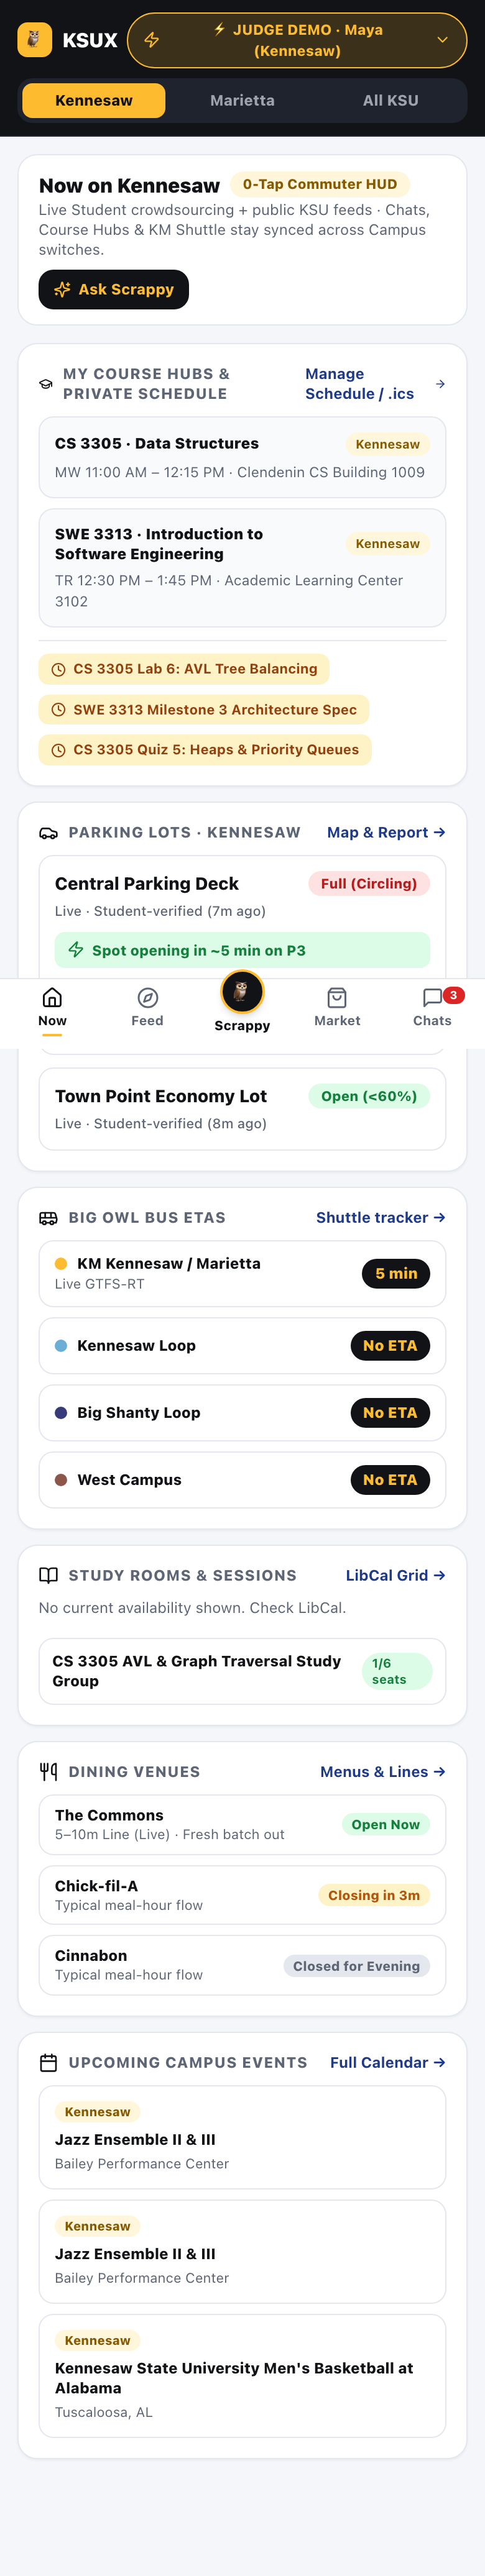 KSUX
⚡ JUDGE DEMO · Maya
(Kennesaw)
Kennesaw
Marietta
All KSU
Now on Kennesaw
0-Tap Commuter HUD
Live Student crowdsourcing + public KSU feeds · Chats,
Course Hubs & KM Shuttle stay synced across Campus
switches.
Ask Scrappy
MY COURSE HUBS &
PRIVATE SCHEDULE
Manage
Schedule / .ics
CS 3305 · Data Structures
Kennesaw
MW 11:00 AM – 12:15 PM · Clendenin CS Building 1009
SWE 3313 · Introduction to
Software Engineering
Kennesaw
TR 12:30 PM – 1:45 PM · Academic Learning Center
3102
CS 3305 Lab 6: AVL Tree Balancing
SWE 3313 Milestone 3 Architecture Spec
CS 3305 Quiz 5: Heaps & Priority Queues
PARKING LOTS · KENNESAW
Map & Report →
Central Parking Deck
Full (Circling)
Live · Student-verified (7m ago)
Spot opening in ~5 min on P3
Now
Feed
Scrappy
Market
Chats
3
Town Point Economy Lot
Open (<60%)
Live · Student-verified (8m ago)
BIG OWL BUS ETAS
Shuttle tracker →
KM Kennesaw / Marietta
Live GTFS-RT
5 min
Kennesaw Loop
No ETA
Big Shanty Loop
No ETA
West Campus
No ETA
STUDY ROOMS & SESSIONS
LibCal Grid →
No current availability shown. Check LibCal.
CS 3305 AVL & Graph Traversal Study
Group
1/6
seats
DINING VENUES
Menus & Lines →
The Commons
5–10m Line (Live) · Fresh batch out
Open Now
Chick-fil-A
Typical meal-hour flow
Closing in 3m
Cinnabon
Typical meal-hour flow
Closed for Evening
UPCOMING CAMPUS EVENTS
Full Calendar →
Kennesaw
Jazz Ensemble II & III
Bailey Performance Center
Kennesaw
Jazz Ensemble II & III
Bailey Performance Center
Kennesaw
Kennesaw State University Men's Basketball at
Alabama
Tuscaloosa, AL